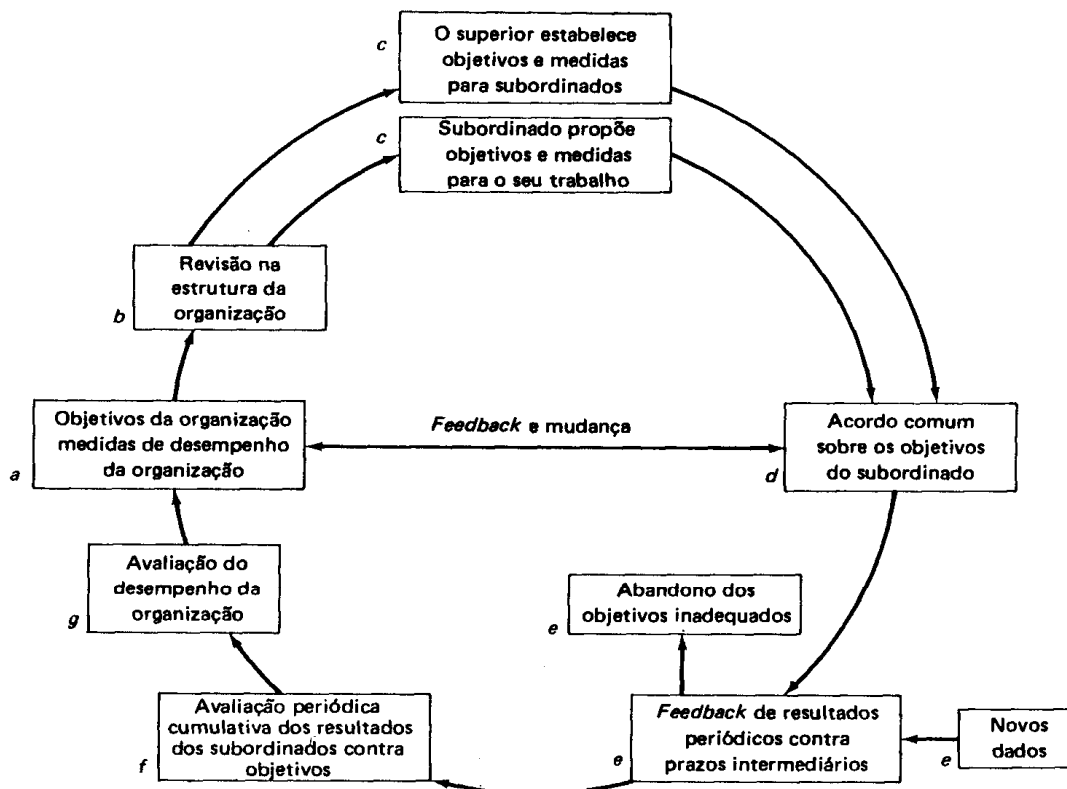 c
O superior estabelece
objetivos e medidas
para subordinados
c
Subordinado propõe
objetivos e medidas
para o seu trabalho
Revisão na
estrutura da
organização
b
Objetivos da organização
medidas de desempenho
da organização
a
Feedback e mudança
Acordo comum
sobre os objetivos
do subordinado
d
Avaliação do
desempenho da
organização
g
Abandono dos
objetivos inadequados
e
Avaliação periódica
cumulativa dos resultados
dos subordinados contra
objetivos
f
Feedback de resultados
periódicos contra
prazos intermediários
e
Novos
dados
e